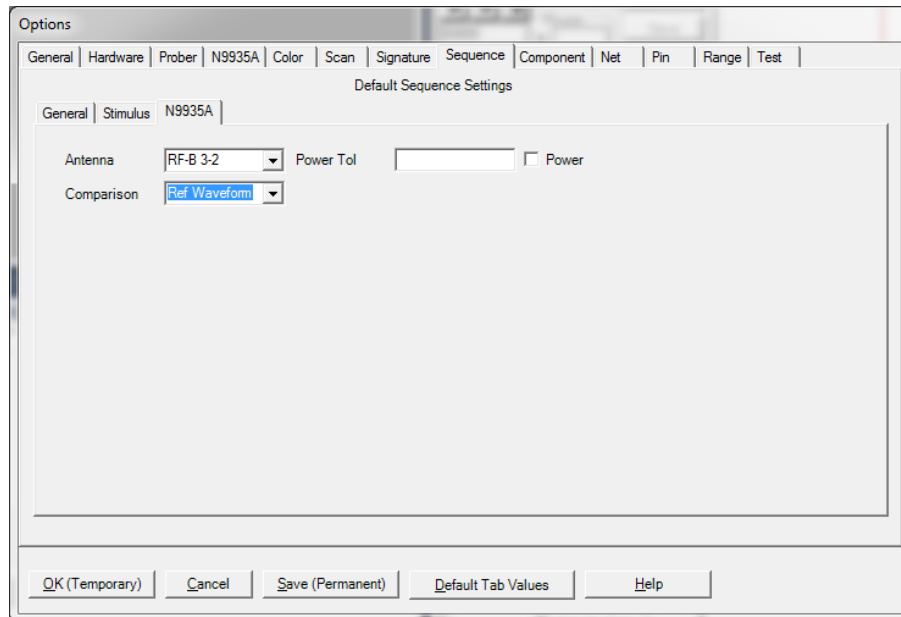 Options
General Hardware Prober N9935A Color Scan Signature Sequence Component Net Pin Range Test
Default Sequence Settings
General Stimulus N9935A
Antenna RF-B 3-2 Power Tol Power
Comparison Ref Waveform
OK (Temporary) Cancel Save (Permanent) Default Tab Values Help